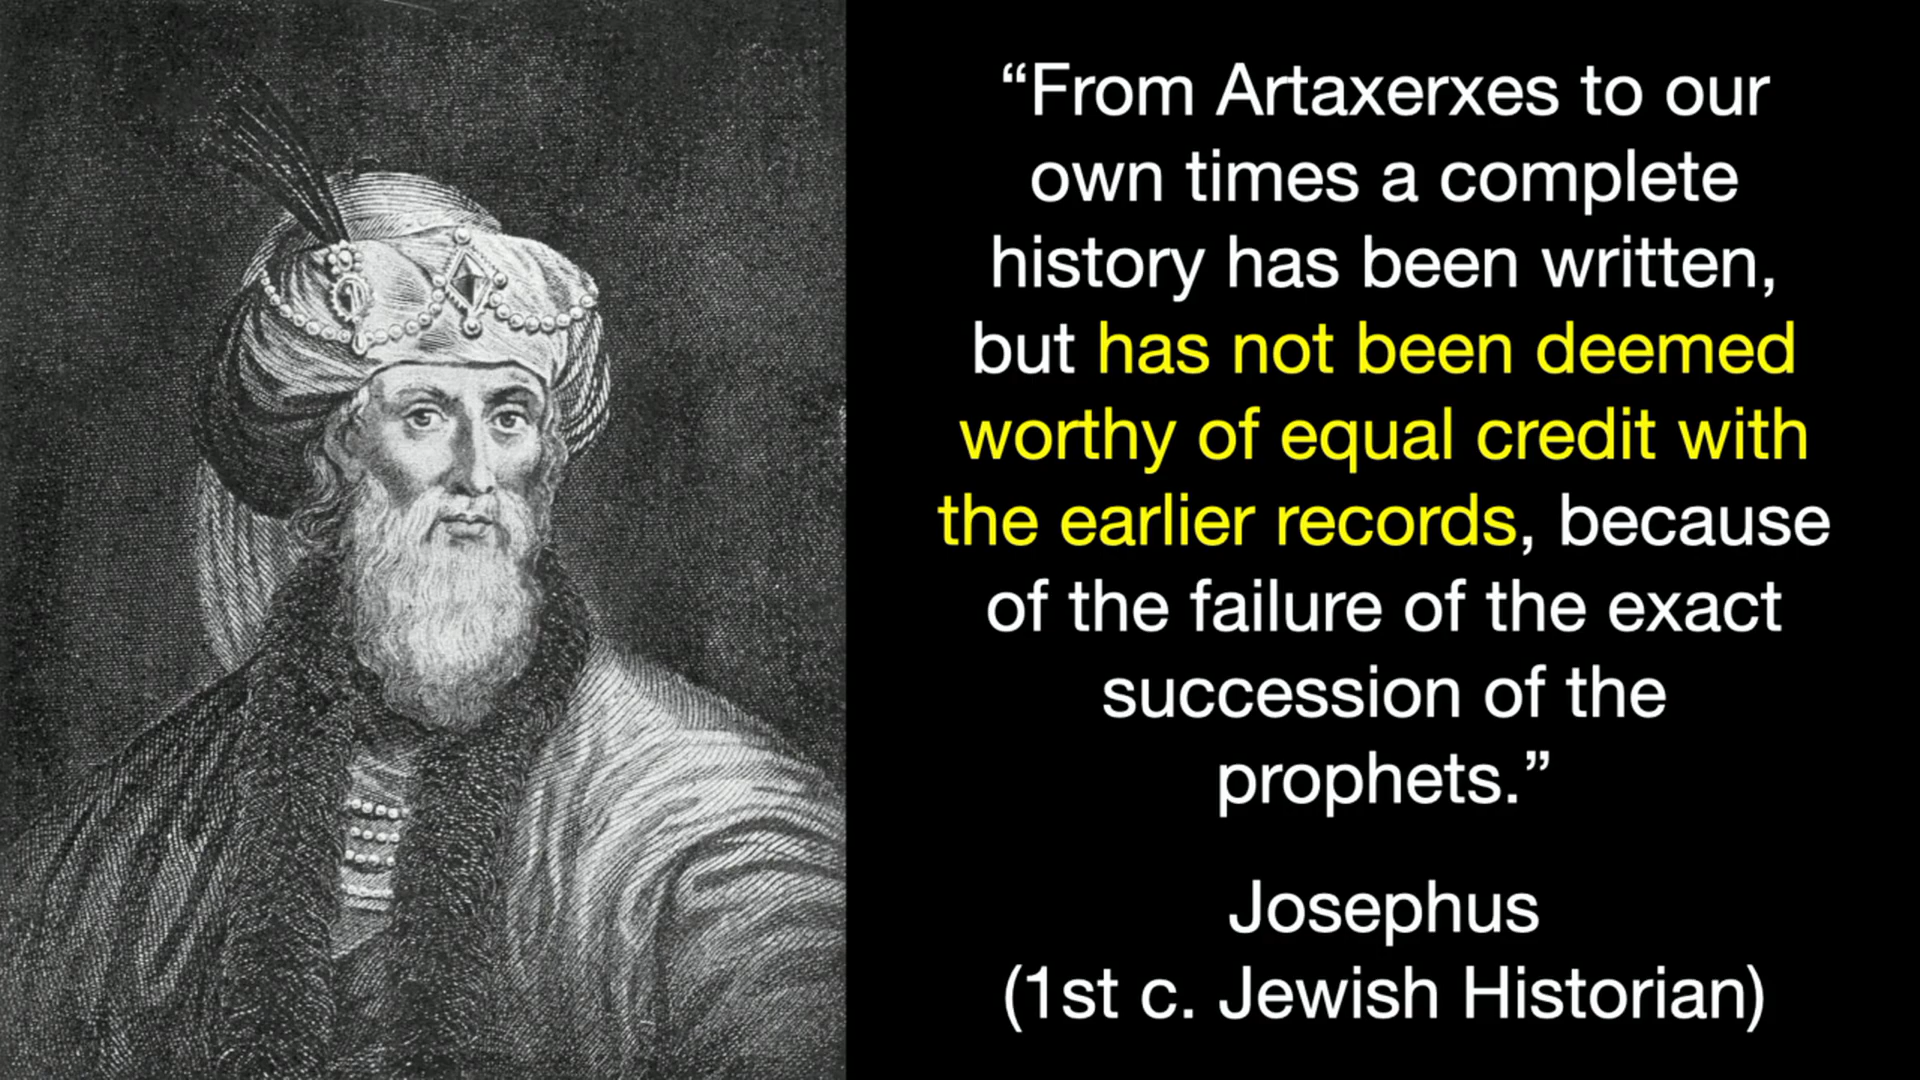 “From Artaxerxes to our
own times a complete
history has been written,
but has not been deemed
worthy of equal credit with
the earlier records, because
of the failure of the exact
succession of the
prophets.”
Josephus
(1st c. Jewish Historian)